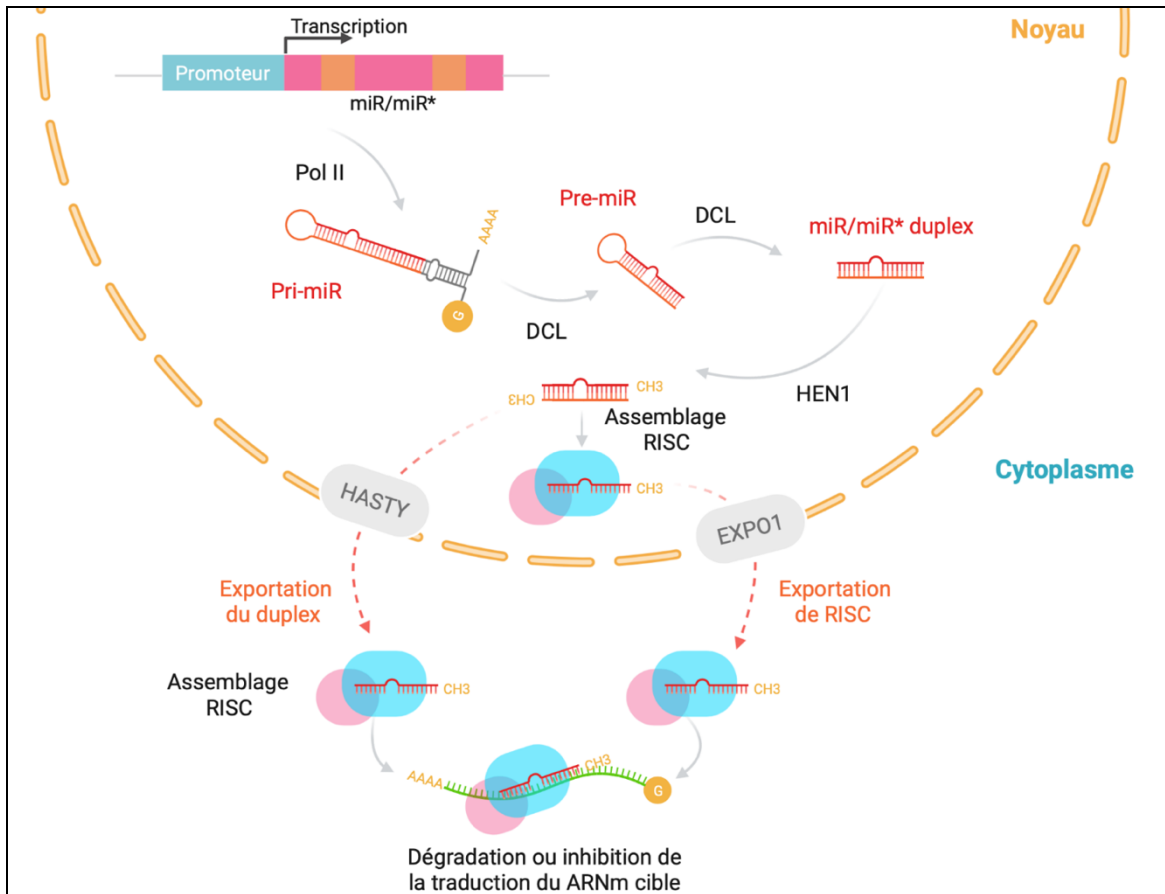 Noyau
Transcription
Promoteur
miR/miR*
Pol II
AAAA
Pre-miR
DCL
miR/miR* duplex
Pri-miR
G
DCL
HEN1
CH3
CH3
Assemblage
RISC
CH3
Cytoplasme
HASTY
EXPO1
Exportation
du duplex
Exportation
de RISC
Assemblage
RISC
CH3
CH3
AAAA
CH3
G
Dégradation ou inhibition de
la traduction du ARNm cible